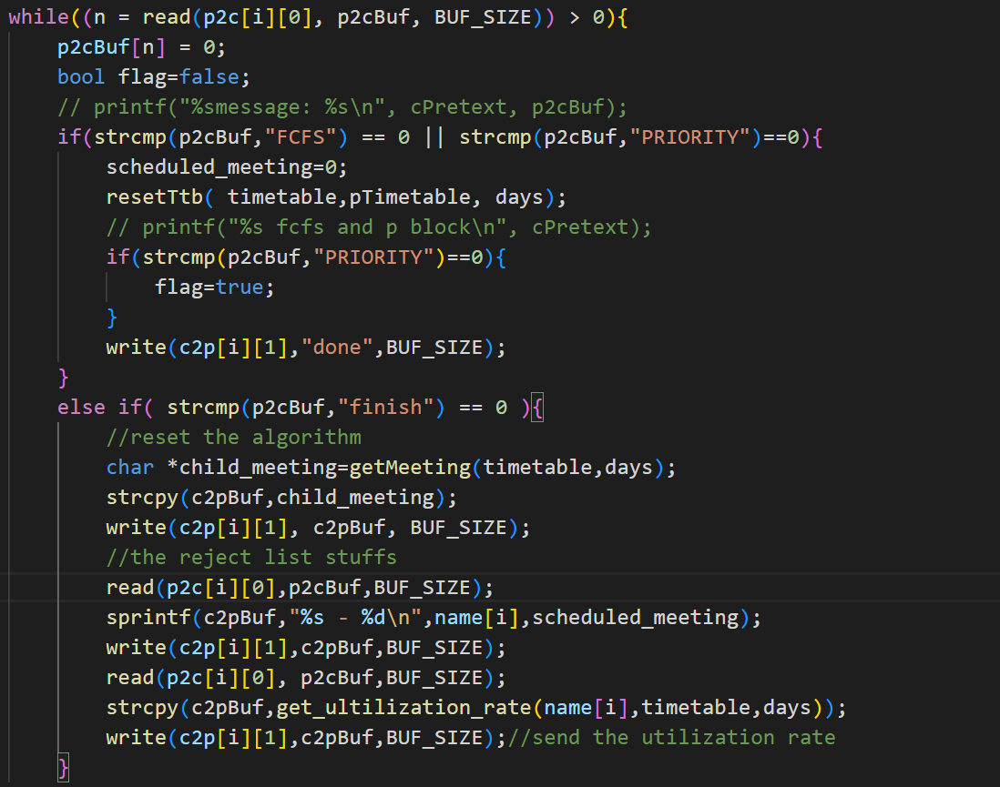 while((n = read(p2c[i][0], p2cBuf, BUF_SIZE)) > 0){
    p2cBuf[n] = 0;
    bool flag=false;
    // printf("%smessage: %s\n", cPretext, p2cBuf);
    if(strcmp(p2cBuf,"FCFS") == 0 || strcmp(p2cBuf,"PRIORITY")==0){
        scheduled_meeting=0;
        resetTtb( timetable,pTimetable, days);
        // printf("%s fcfs and p block\n", cPretext);
        if(strcmp(p2cBuf,"PRIORITY")==0){
            flag=true;
        }
        write(c2p[i][1],"done",BUF_SIZE);
    }
    else if( strcmp(p2cBuf,"finish") == 0 ){
        //reset the algorithm
        char *child_meeting=getMeeting(timetable,days);
        strcpy(c2pBuf,child_meeting);
        write(c2p[i][1], c2pBuf, BUF_SIZE);
        //the reject list stuffs
        read(p2c[i][0],p2cBuf,BUF_SIZE);
        sprintf(c2pBuf,"%s - %d\n",name[i],scheduled_meeting);
        write(c2p[i][1],c2pBuf,BUF_SIZE);
        read(p2c[i][0], p2cBuf,BUF_SIZE);
        strcpy(c2pBuf,get_ultilization_rate(name[i],timetable,days));
        write(c2p[i][1],c2pBuf,BUF_SIZE);//send the utilization rate
    }